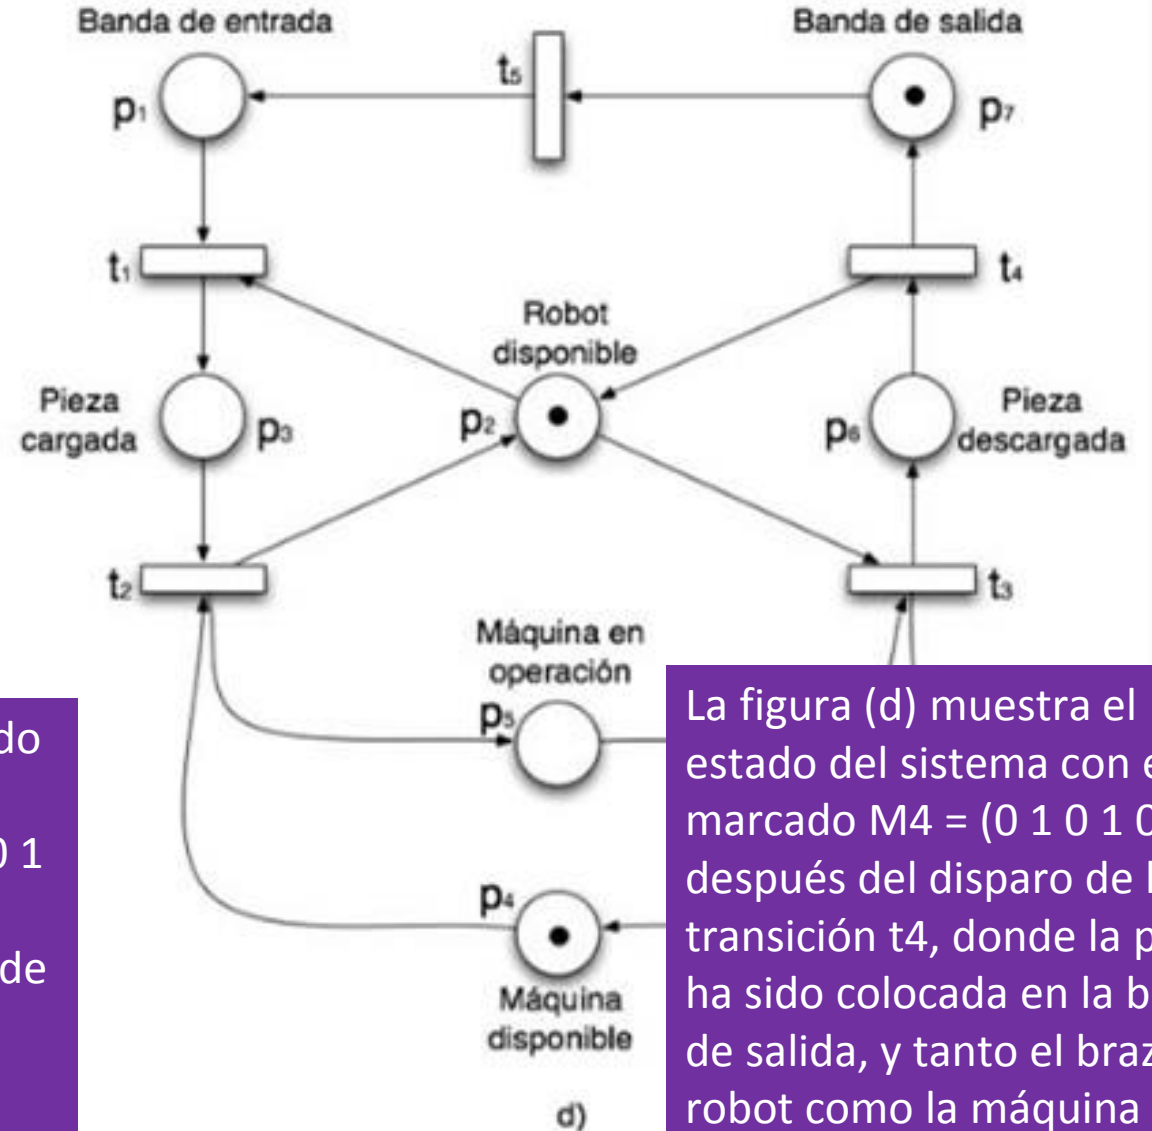 Banda de entrada
Banda de salida
t5
p1
p7
t1
t4
Robot
disponible
Pieza
cargada
p3
p2
p6
Pieza
descargada
t2
t3
Máquina en
operación
p5
p4
Máquina
disponible
d)
0 1
de
La figura (d) muestra el
estado del sistema con
marcado M4 = (0 1 0 1 0
después del disparo de
transición t4, donde la
ha sido colocada en la
de salida, y tanto el
robot como la máquina